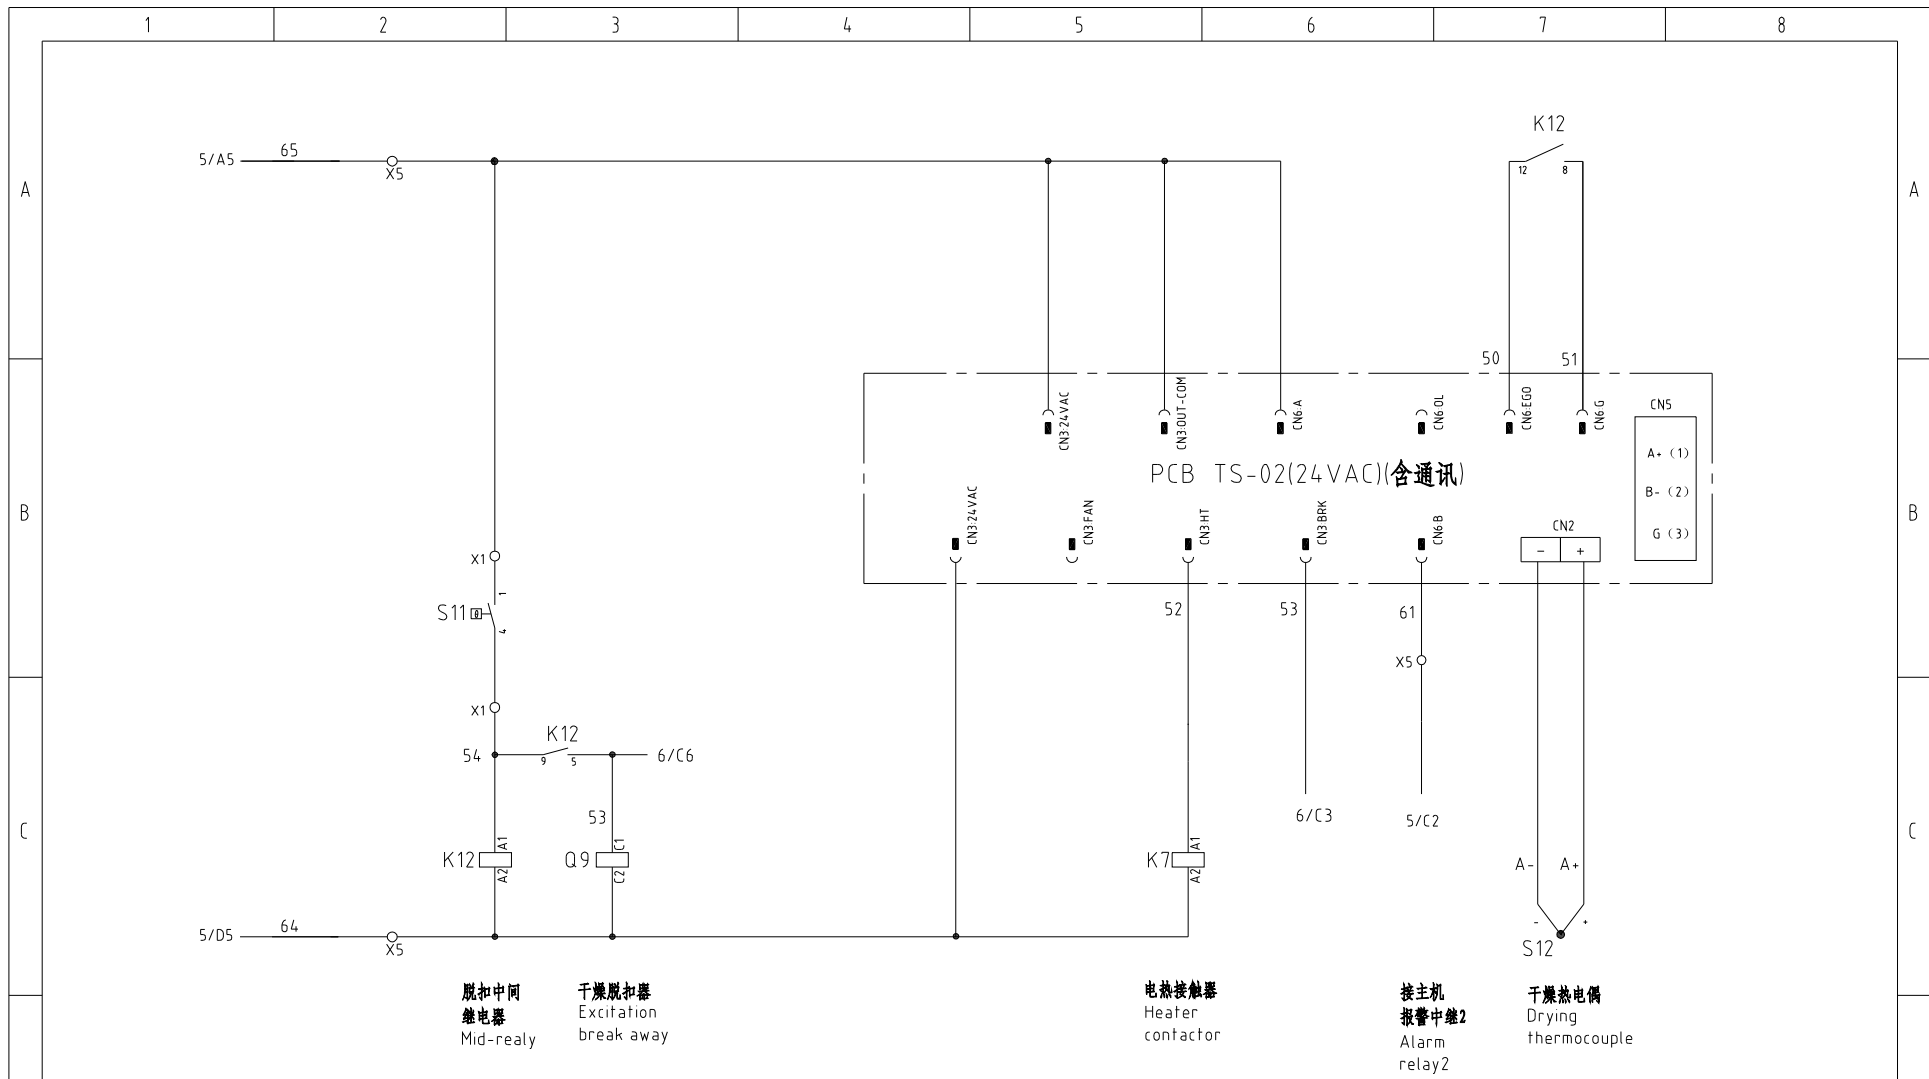 1 2 3 4 5 6 7 8
K12
5/A5 65
X5
12 8
A A
50 51
CN3:24VAC
CN3:OUT-COM
CN6:A
CN6:OL
CN6:EGO
CN6:G
CN5
A+ (1)
B- (2)
G (3)
PCB TS-02(24VAC)(含通讯)
B B
CN3:24VAC
CN3:FAN
CN3:HT
CN3:BRK
CN6:B
CN2
- +
X1
1
S11 θ
4
52 53 61
X5
X1
K12
54 9 5 6/C6
53
6/C3 5/C2
C C
K12 A1 A2
Q9 C1 C2
K7 A1 A2
A- A+
- +
S12
5/D5 64
X5
脱扣中间
继电器
Mid-realy
干燥脱扣器
Excitation
break away
电热接触器
Heater
contactor
接主机
报警中继2
Alarm
relay2
干燥热电偶
Drying
thermocouple